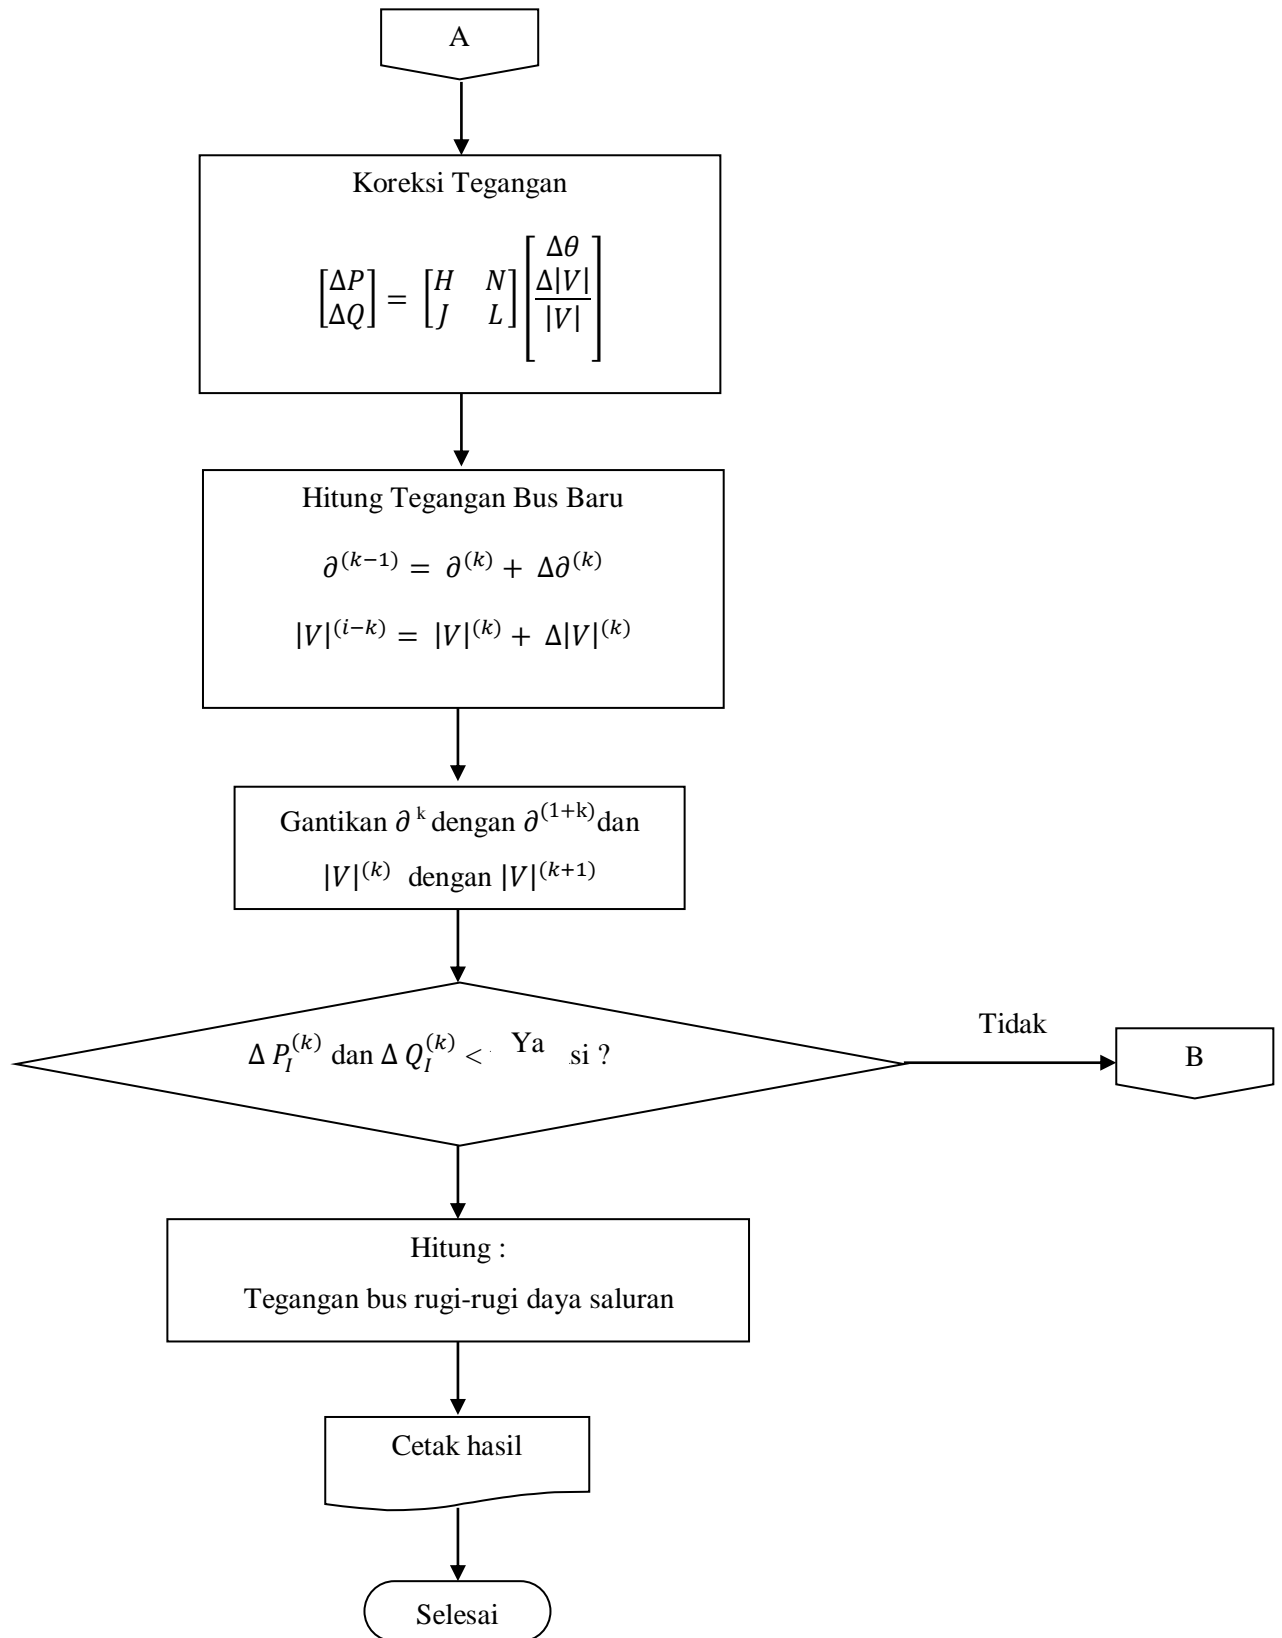 A
Koreksi Tegangan
[ΔP ΔQ] = [H N J L] [Δθ Δ|V|/|V|]
Hitung Tegangan Bus Baru
∂^(k−1) = ∂^(k) + Δ∂^(k)
|V|^(i−k) = |V|^(k) + Δ|V|^(k)
Gantikan ∂^k dengan ∂^(1+k) dan
|V|^(k) dengan |V|^(k+1)
Δ P_I^(k) dan Δ Q_I^(k) < si ?
Ya
Tidak
B
Hitung :
Tegangan bus rugi-rugi daya saluran
Cetak hasil
Selesai